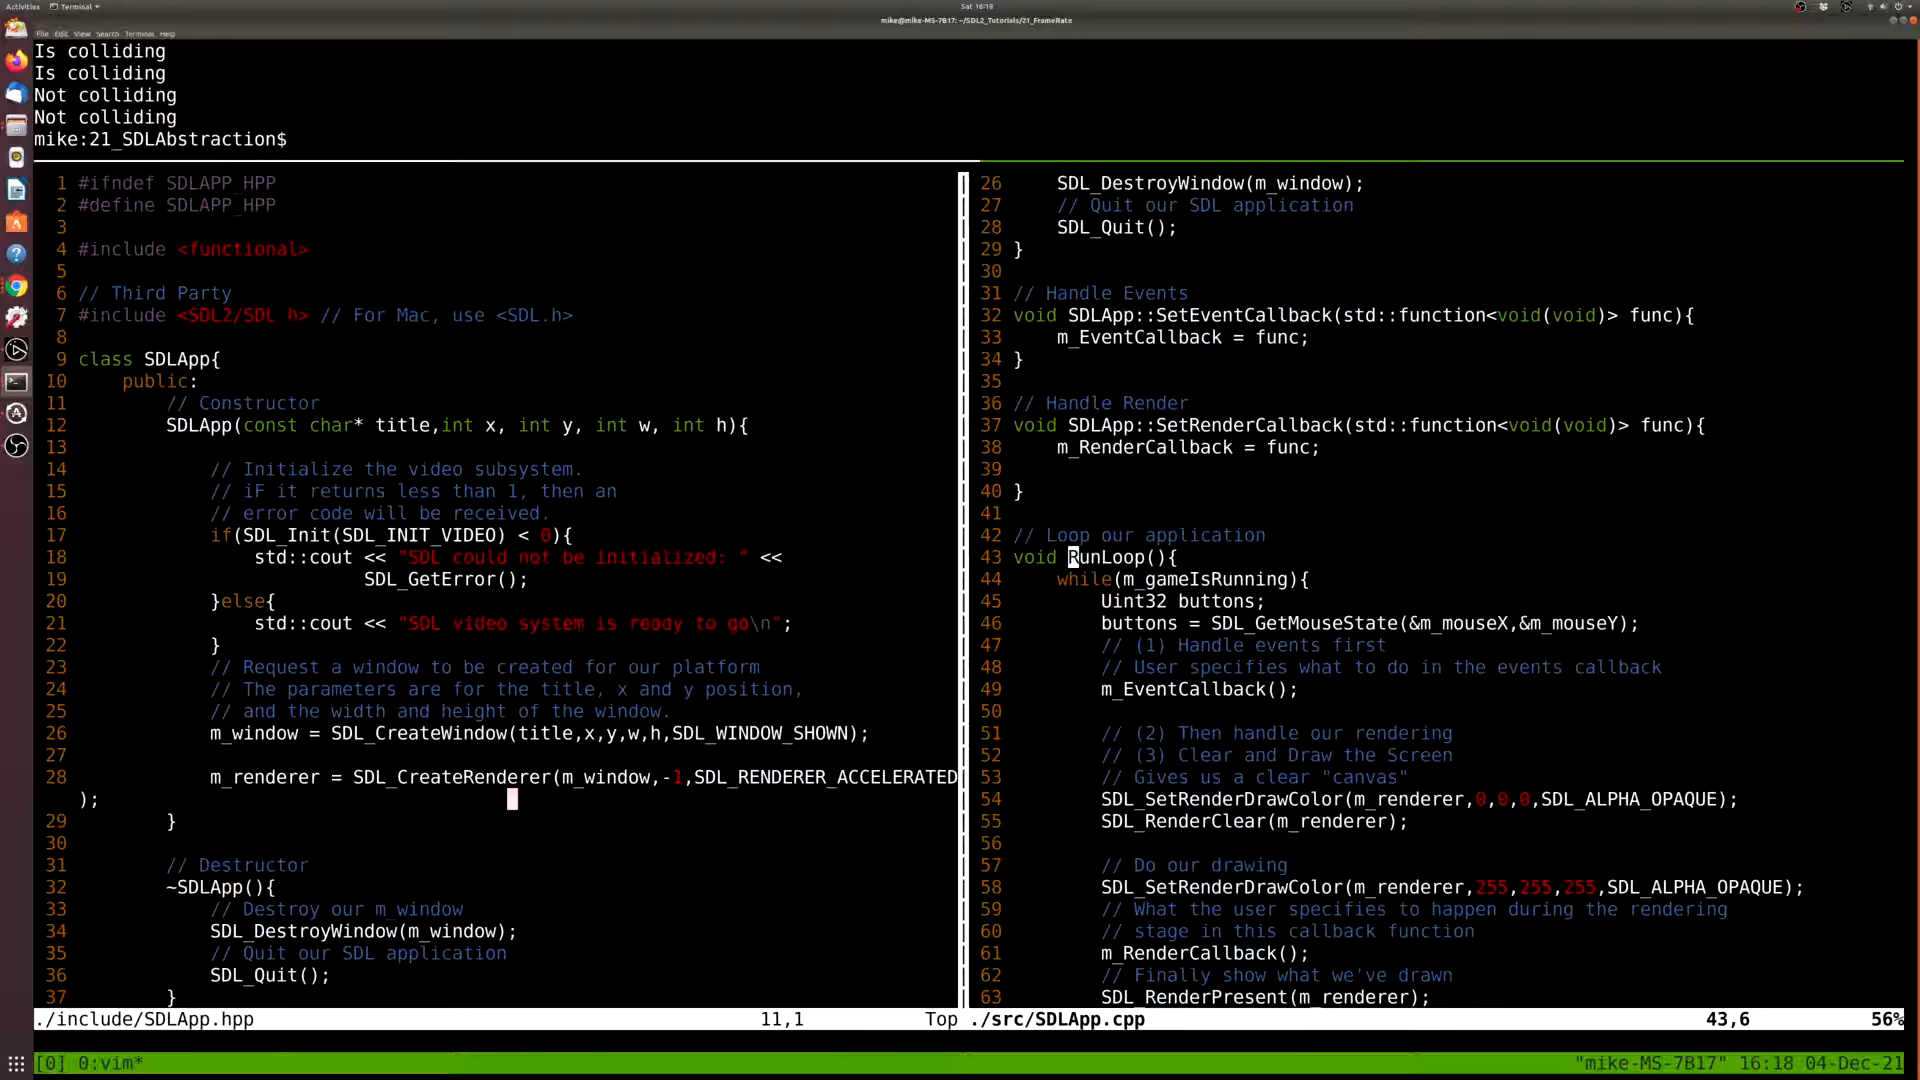 Activities Terminal Sat 16:18
mike@mike-MS-7B17: ~/SDL2_Tutorials/21_FrameRate
File Edit View Search Terminal Help
Is colliding
Is colliding
Not colliding
Not colliding
mike:21_SDLAbstraction$
1 #ifndef SDLAPP_HPP
2 #define SDLAPP_HPP
3
4 #include <functional>
5
6 // Third Party
7 #include <SDL2/SDL h> // For Mac, use <SDL.h>
8
9 class SDLApp{
10 public:
11 // Constructor
12 SDLApp(const char* title,int x, int y, int w, int h){
13
14 // Initialize the video subsystem.
15 // iF it returns less than 1, then an
16 // error code will be received.
17 if(SDL_Init(SDL_INIT_VIDEO) < 0){
18 std::cout << "SDL could not be initialized: " <<
19 SDL_GetError();
20 }else{
21 std::cout << "SDL video system is ready to go\n";
22 }
23 // Request a window to be created for our platform
24 // The parameters are for the title, x and y position,
25 // and the width and height of the window.
26 m_window = SDL_CreateWindow(title,x,y,w,h,SDL_WINDOW_SHOWN);
27
28 m_renderer = SDL_CreateRenderer(m_window,-1,SDL_RENDERER_ACCELERATED
);
29 }
30
31 // Destructor
32 ~SDLApp(){
33 // Destroy our m_window
34 SDL_DestroyWindow(m_window);
35 // Quit our SDL application
36 SDL_Quit();
37 }
./include/SDLApp.hpp 11,1 Top
26 SDL_DestroyWindow(m_window);
27 // Quit our SDL application
28 SDL_Quit();
29 }
30
31 // Handle Events
32 void SDLApp::SetEventCallback(std::function<void(void)> func){
33 m_EventCallback = func;
34 }
35
36 // Handle Render
37 void SDLApp::SetRenderCallback(std::function<void(void)> func){
38 m_RenderCallback = func;
39
40 }
41
42 // Loop our application
43 void RunLoop(){
44 while(m_gameIsRunning){
45 Uint32 buttons;
46 buttons = SDL_GetMouseState(&m_mouseX,&m_mouseY);
47 // (1) Handle events first
48 // User specifies what to do in the events callback
49 m_EventCallback();
50
51 // (2) Then handle our rendering
52 // (3) Clear and Draw the Screen
53 // Gives us a clear "canvas"
54 SDL_SetRenderDrawColor(m_renderer,0,0,0,SDL_ALPHA_OPAQUE);
55 SDL_RenderClear(m_renderer);
56
57 // Do our drawing
58 SDL_SetRenderDrawColor(m_renderer,255,255,255,SDL_ALPHA_OPAQUE);
59 // What the user specifies to happen during the rendering
60 // stage in this callback function
61 m_RenderCallback();
62 // Finally show what we've drawn
63 SDL_RenderPresent(m_renderer);
./src/SDLApp.cpp 43,6 56%
[0] 0:vim* "mike-MS-7B17" 16:18 04-Dec-21